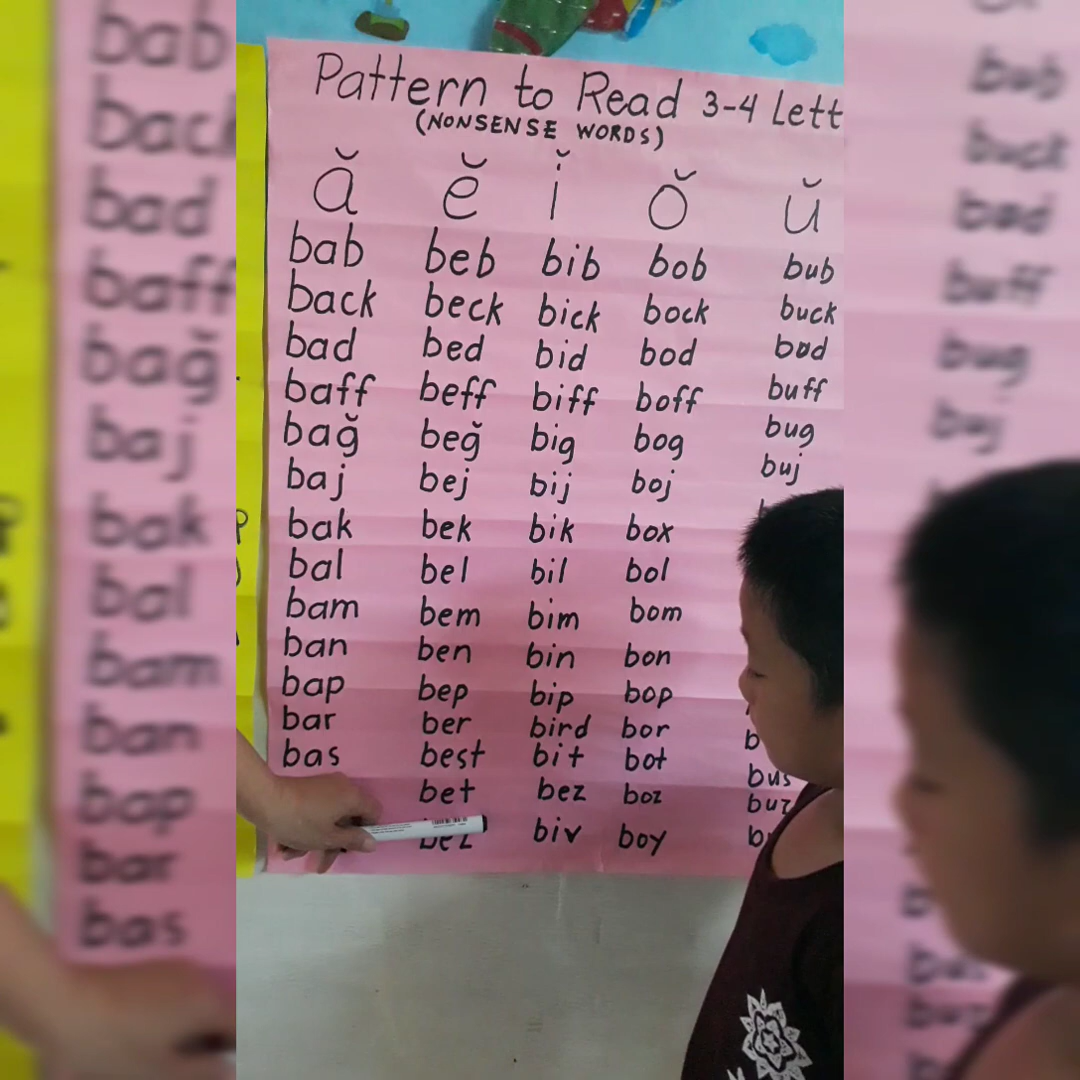 Pattern to Read 3-4 Lett
(NONSENSE WORDS)
ă ĕ ĭ ŏ ŭ
bab beb bib bob bub
back beck bick bock buck
bad bed bid bod bud
baff beff biff boff buff
bağ beğ big bog bug
baj bej bij boj buj
bak bek bik box
bal bel bil bol
bam bem bim bom
ban ben bin bon
bap bep bip bop
bar ber bird bor
bas best bit bot bus
bet bez boz buz
bez biv boy